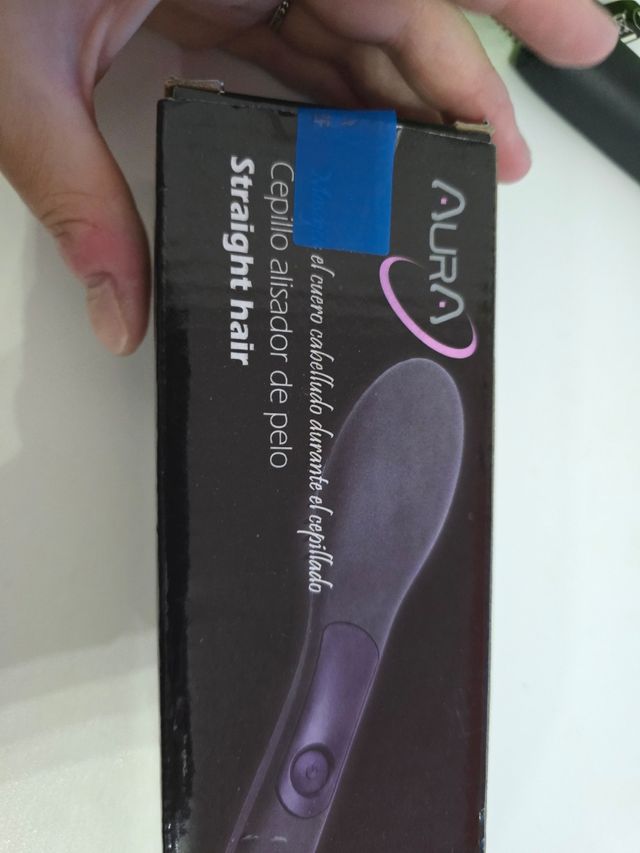 AURA
el cuero cabelludo durante el cepillado
Cepillo alisador de pelo
Straight hair